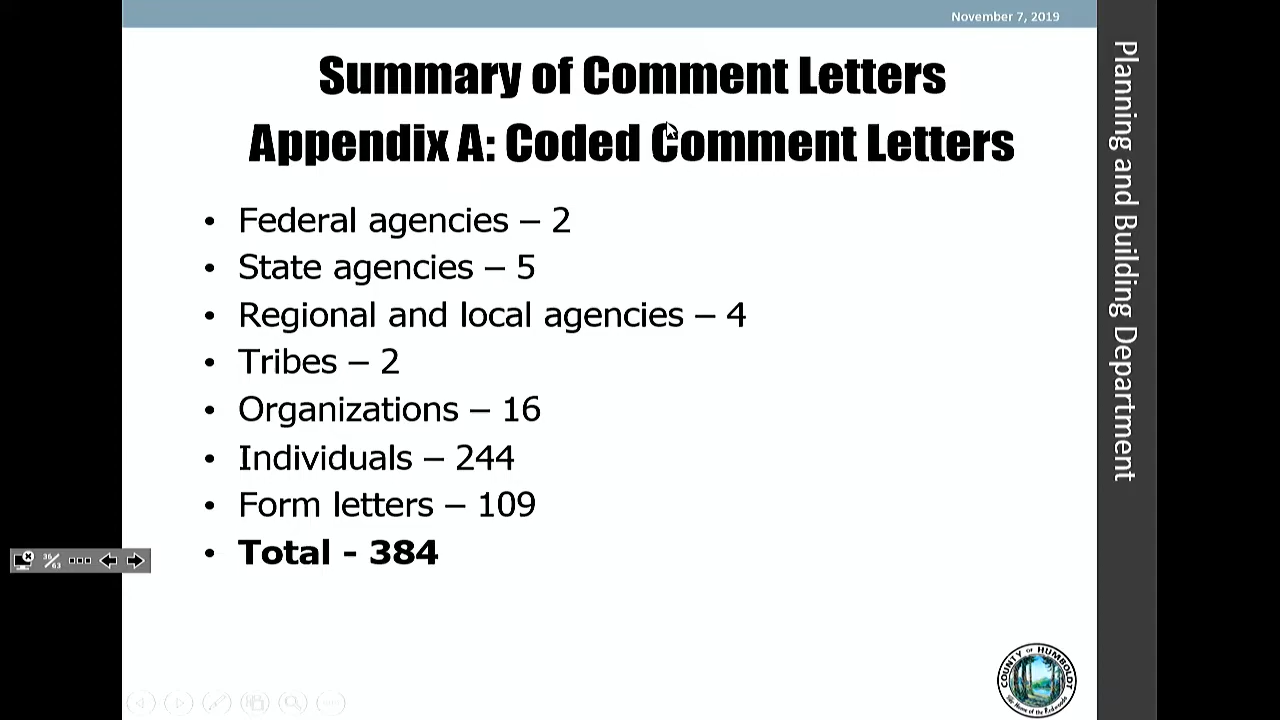 November 7, 2019
Summary of Comment Letters
Appendix A: Coded Comment Letters
• Federal agencies – 2
• State agencies – 5
• Regional and local agencies – 4
• Tribes – 2
• Organizations – 16
• Individuals – 244
• Form letters – 109
• Total - 384
Planning and Building Department
COUNTY OF HUMBOLDT